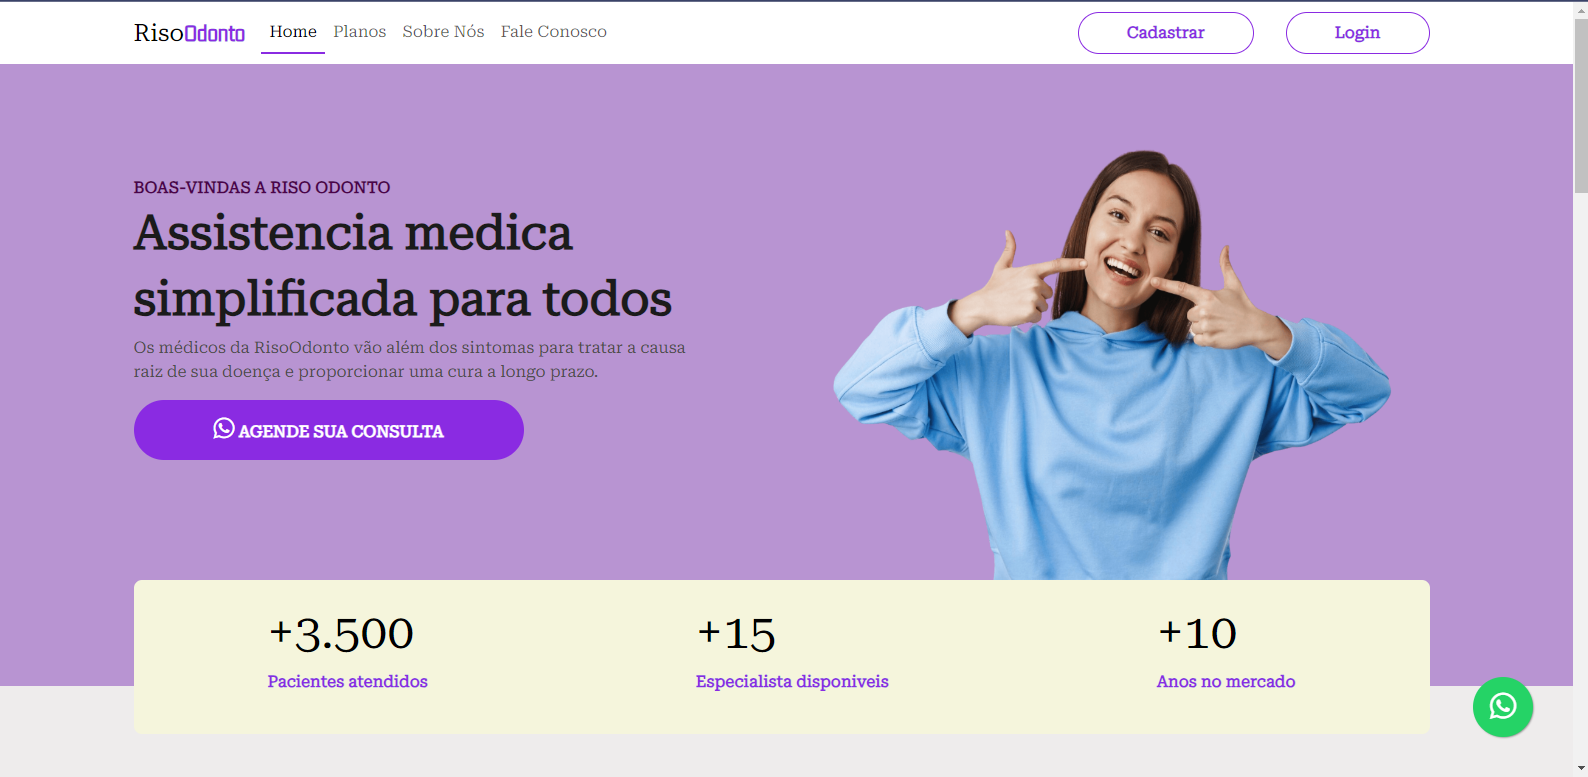 RisoOdonto Home Planos Sobre Nós Fale Conosco Cadastrar Login
BOAS-VINDAS A RISO ODONTO
Assistencia medica
simplificada para todos
Os médicos da RisoOdonto vão além dos sintomas para tratar a causa
raiz de sua doença e proporcionar uma cura a longo prazo.
AGENDE SUA CONSULTA
+3.500 +15 +10
Pacientes atendidos Especialista disponiveis Anos no mercado